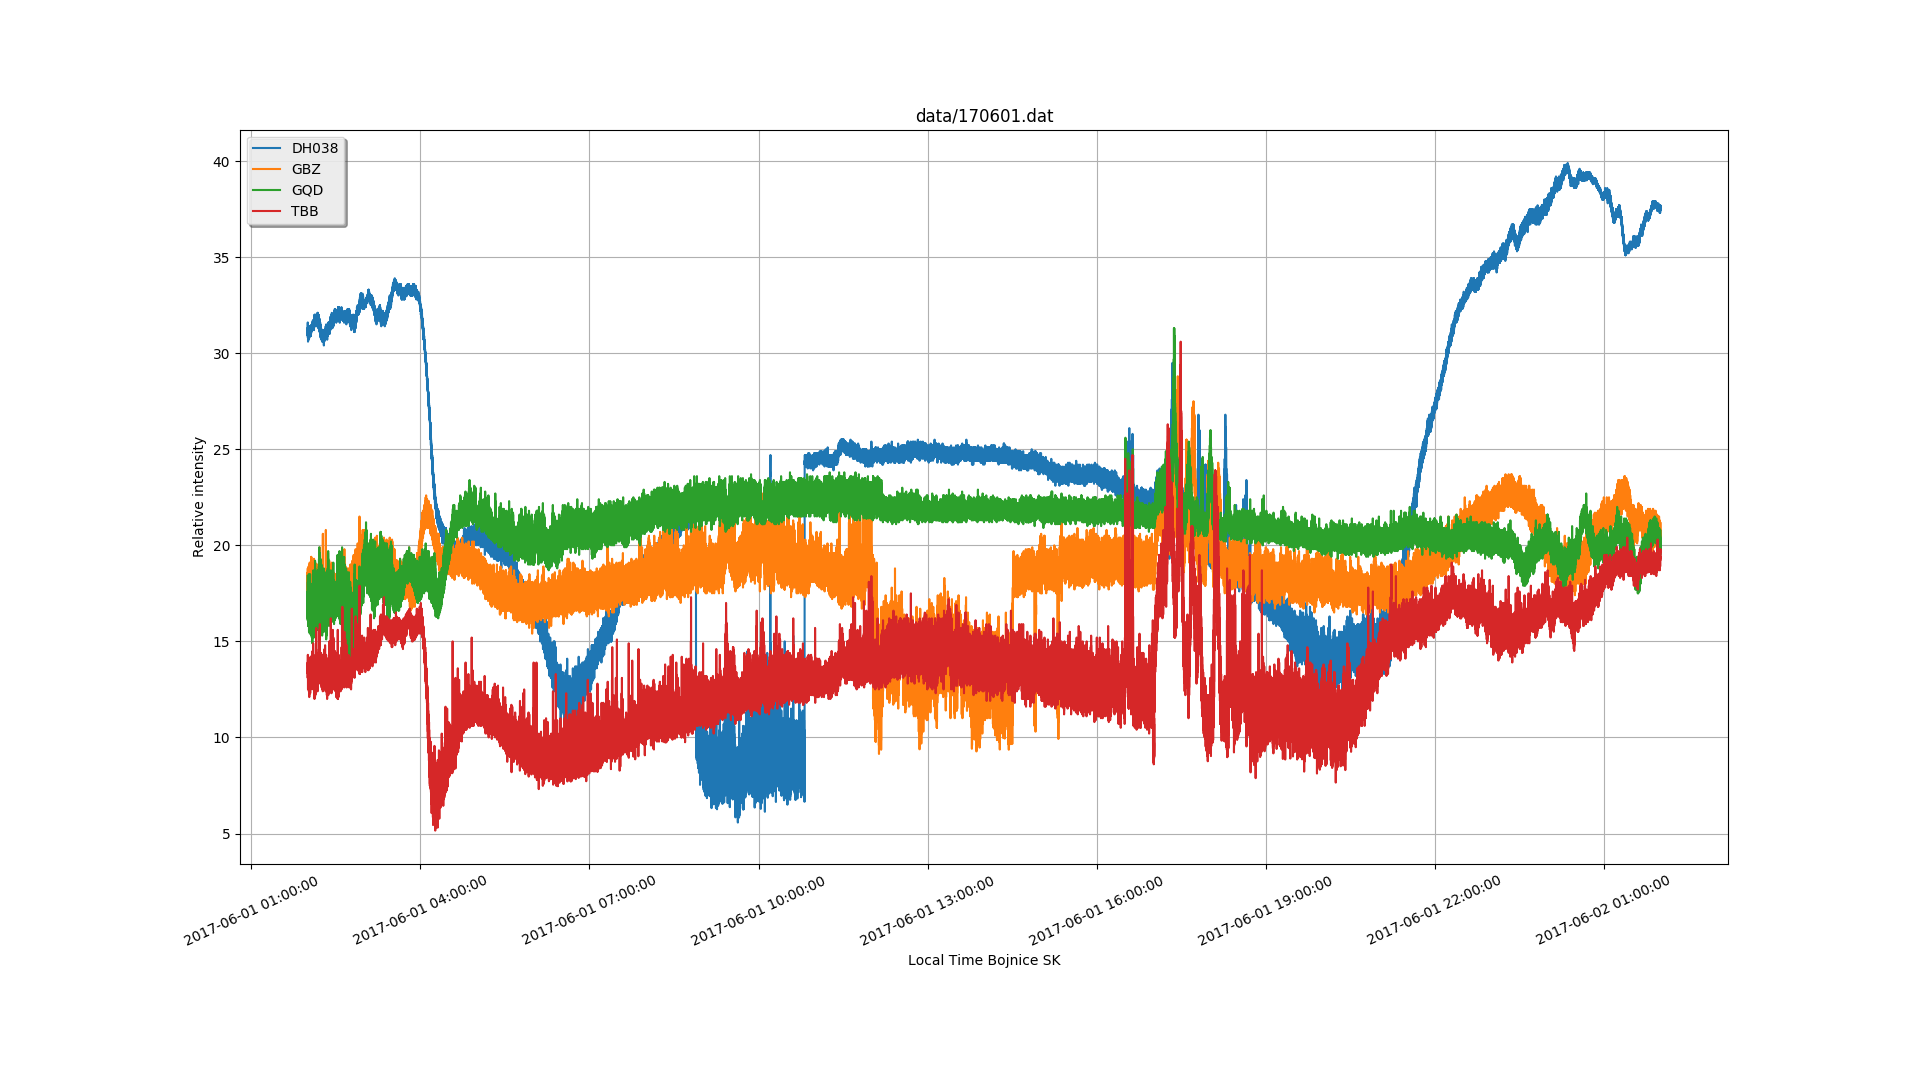 data/170601.dat
DH038
GBZ
GQD
TBB
Relative intensity
40
35
30
25
20
15
10
5
2017-06-01 01:00:00
2017-06-01 04:00:00
2017-06-01 07:00:00
2017-06-01 10:00:00
2017-06-01 13:00:00
2017-06-01 16:00:00
2017-06-01 19:00:00
2017-06-01 22:00:00
2017-06-02 01:00:00
Local Time Bojnice SK